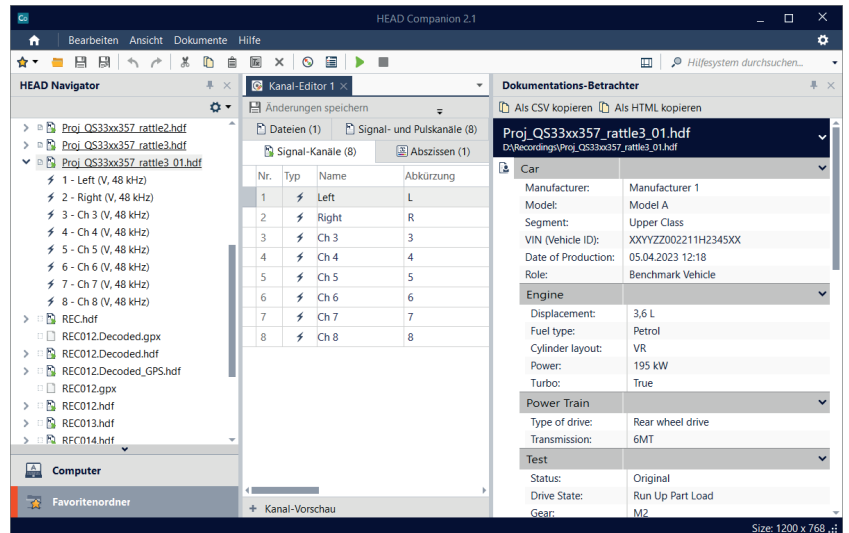 Co HEAD Companion 2.1
Bearbeiten Ansicht Dokumente Hilfe
Hilfesystem durchsuchen...
HEAD Navigator
Proj_QS33xx357_rattle2.hdf
Proj_QS33xx357_rattle3.hdf
Proj_QS33xx357_rattle3_01.hdf
1 - Left (V, 48 kHz)
2 - Right (V, 48 kHz)
3 - Ch 3 (V, 48 kHz)
4 - Ch 4 (V, 48 kHz)
5 - Ch 5 (V, 48 kHz)
6 - Ch 6 (V, 48 kHz)
7 - Ch 7 (V, 48 kHz)
8 - Ch 8 (V, 48 kHz)
REC.hdf
REC012.Decoded.gpx
REC012.Decoded.hdf
REC012.Decoded_GPS.hdf
REC012.gpx
REC012.hdf
REC013.hdf
REC014.hdf
Computer
Favoritenordner
Kanal-Editor 1
Änderungen speichern
Dateien (1) Signal- und Pulskanäle (8)
Signal-Kanäle (8) Abszissen (1)
Nr. Typ Name Abkürzung
1 Left L
2 Right R
3 Ch 3 3
4 Ch 4 4
5 Ch 5 5
6 Ch 6 6
7 Ch 7 7
8 Ch 8 8
+ Kanal-Vorschau
Dokumentations-Betrachter
Als CSV kopieren Als HTML kopieren
Proj_QS33xx357_rattle3_01.hdf
D:\Recordings\Proj_QS33xx357_rattle3_01.hdf
Car
Manufacturer: Manufacturer 1
Model: Model A
Segment: Upper Class
VIN (Vehicle ID): XXYYZZ002211H2345XX
Date of Production: 05.04.2023 12:18
Role: Benchmark Vehicle
Engine
Displacement: 3,6 L
Fuel type: Petrol
Cylinder layout: VR
Power: 195 kW
Turbo: True
Power Train
Type of drive: Rear wheel drive
Transmission: 6MT
Test
Status: Original
Drive State: Run Up Part Load
Gear: M2
Size: 1200 x 768